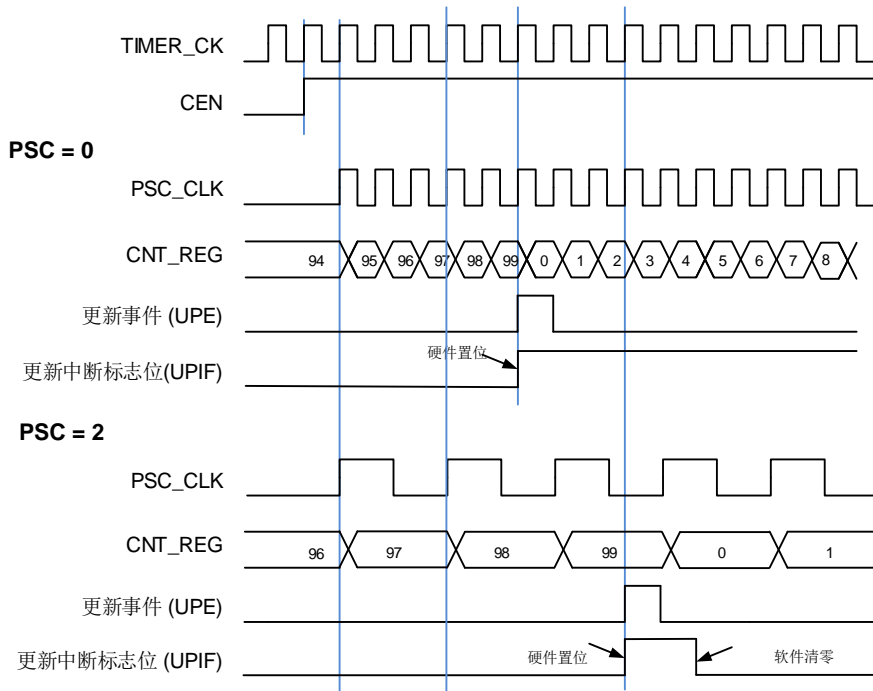 TIMER_CK
CEN
PSC = 0
PSC_CLK
CNT_REG 94 95 96 97 98 99 0 1 2 3 4 5 6 7 8
更新事件 (UPE)
硬件置位
更新中断标志位(UPIF)
PSC = 2
PSC_CLK
CNT_REG 96 97 98 99 0 1
更新事件 (UPE)
更新中断标志位 (UPIF) 硬件置位 软件清零